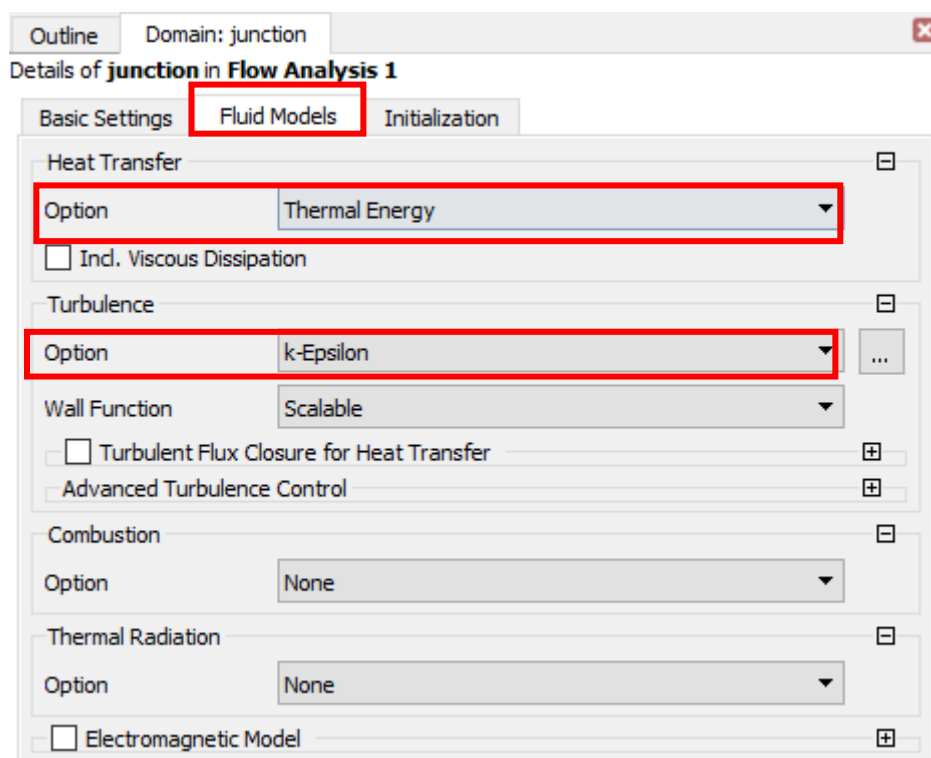 Outline Domain: junction
Details of junction in Flow Analysis 1
Basic Settings Fluid Models Initialization
Heat Transfer
Option Thermal Energy
Incl. Viscous Dissipation
Turbulence
Option k-Epsilon ...
Wall Function Scalable
Turbulent Flux Closure for Heat Transfer
Advanced Turbulence Control
Combustion
Option None
Thermal Radiation
Option None
Electromagnetic Model